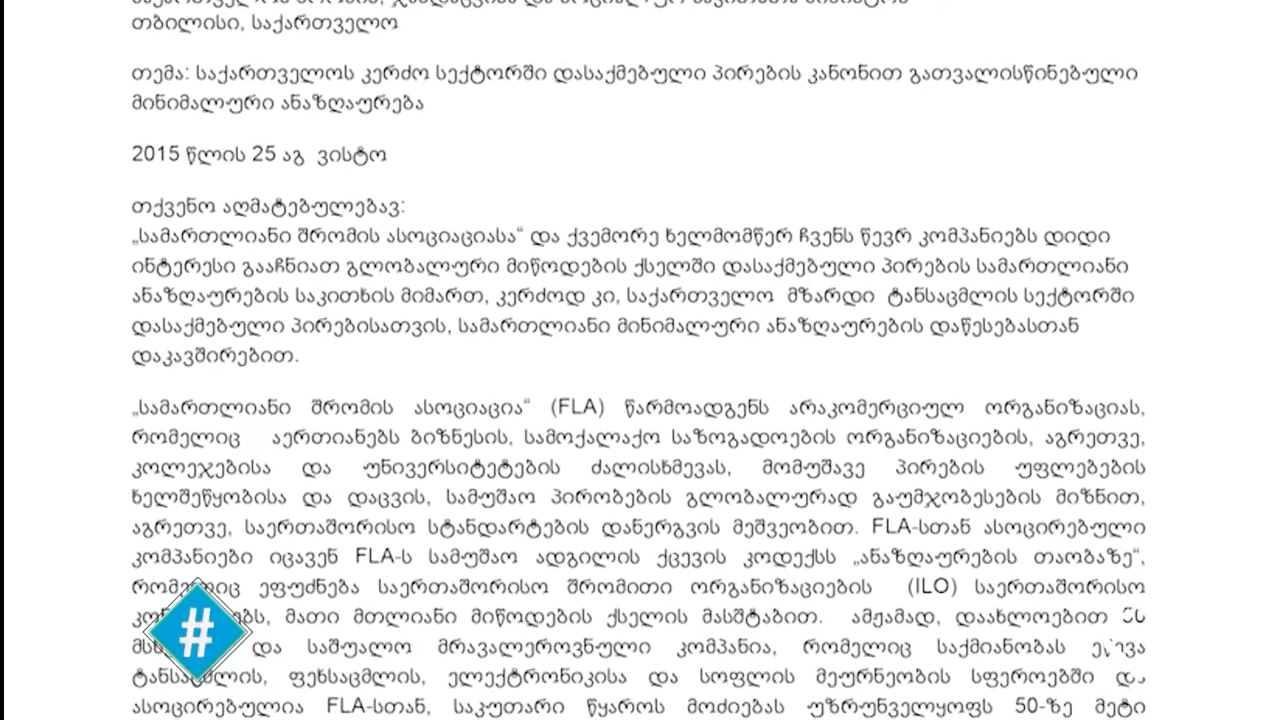 თბილისი, საქართველო
თემა: საქართველოს კერძო სექტორში დასაქმებული პირების კანონით გათვალისწინებული
მინიმალური ანაზღაურება
2015 წლის 25 აგ ვისტო
თქვენო აღმატებულებავ:
„სამართლიანი შრომის ასოციაციასა“ და ქვემორე ხელმომწერ ჩვენს წევრ კომპანიებს დიდი
ინტერესი გააჩნიათ გლობალური მიწოდების ქსელში დასაქმებული პირების სამართლიანი
ანაზღაურების საკითხის მიმართ, კერძოდ კი, საქართველო მზარდი ტანსაცმლის სექტორში
დასაქმებული პირებისათვის, სამართლიანი მინიმალური ანაზღაურების დაწესებასთან
დაკავშირებით.
„სამართლიანი შრომის ასოციაცია“ (FLA) წარმოადგენს არაკომერციულ ორგანიზაციას,
რომელიც აერთიანებს ბიზნესის, სამოქალაქო საზოგადოების ორგანიზაციების, აგრეთვე,
კოლეჯებისა და უნივერსიტეტების ძალისხმევას, მომუშავე პირების უფლებების
ხელშეწყობისა და დაცვის, სამუშაო პირობების გლობალურად გაუმჯობესების მიზნით,
აგრეთვე, საერთაშორისო სტანდარტების დანერგვის მეშვეობით. FLA-სთან ასოცირებული
კომპანიები იცავენ FLA-ს სამუშაო ადგილის ქცევის კოდექსს „ანაზღაურების თაობაზე“,
ეფუძნება საერთაშორისო შრომითი ორგანიზაციების (ILO) საერთაშორისო
მათი მთლიანი მიწოდების ქსელის მასშტაბით. ამჟამად, დაახლოებით
და საშუალო მრავალეროვნული კომპანია, რომელიც საქმიანობას
ფეხსაცმლის, ელექტრონიკისა და სოფლის მეურნეობის სფეროებში
ასოცირებულია FLA-სთან, საკუთარი წყაროს მოძიებას უზრუნველყოფს 50-ზე მეტი
#